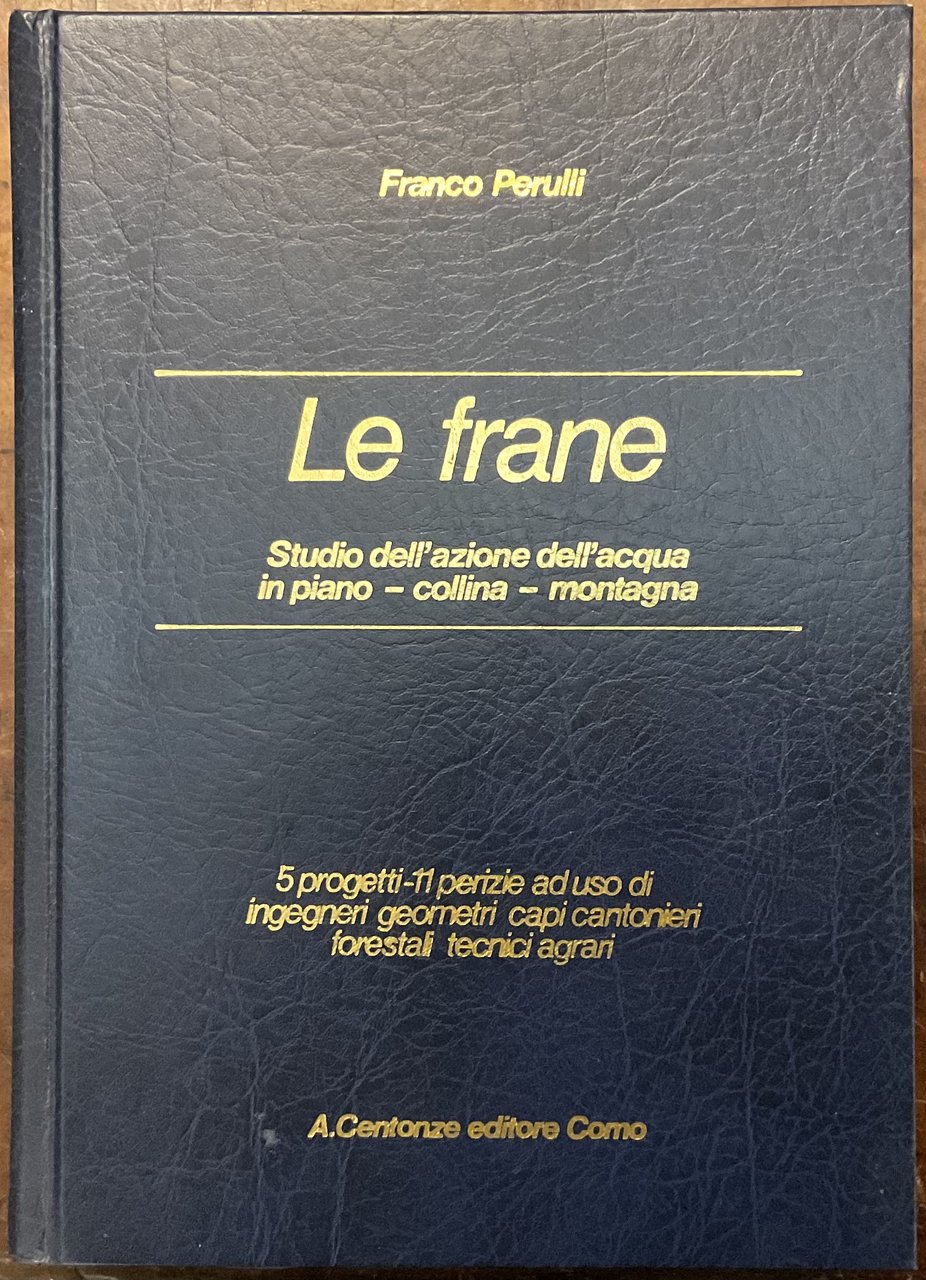 Franco Perulli
Le frane
Studio dell'azione dell'acqua
in piano – collina – montagna
5 progetti-11 perizie ad uso di
ingegneri geometri capi cantonieri
forestali tecnici agrari
A.Centonze editore Como